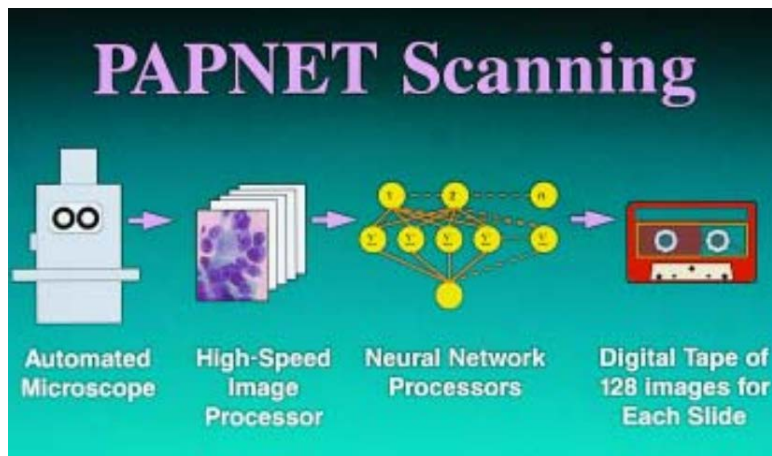 PAPNET Scanning
Automated
Microscope
High-Speed
Image
Processor
Neural Network
Processors
Digital Tape of
128 images for
Each Slide